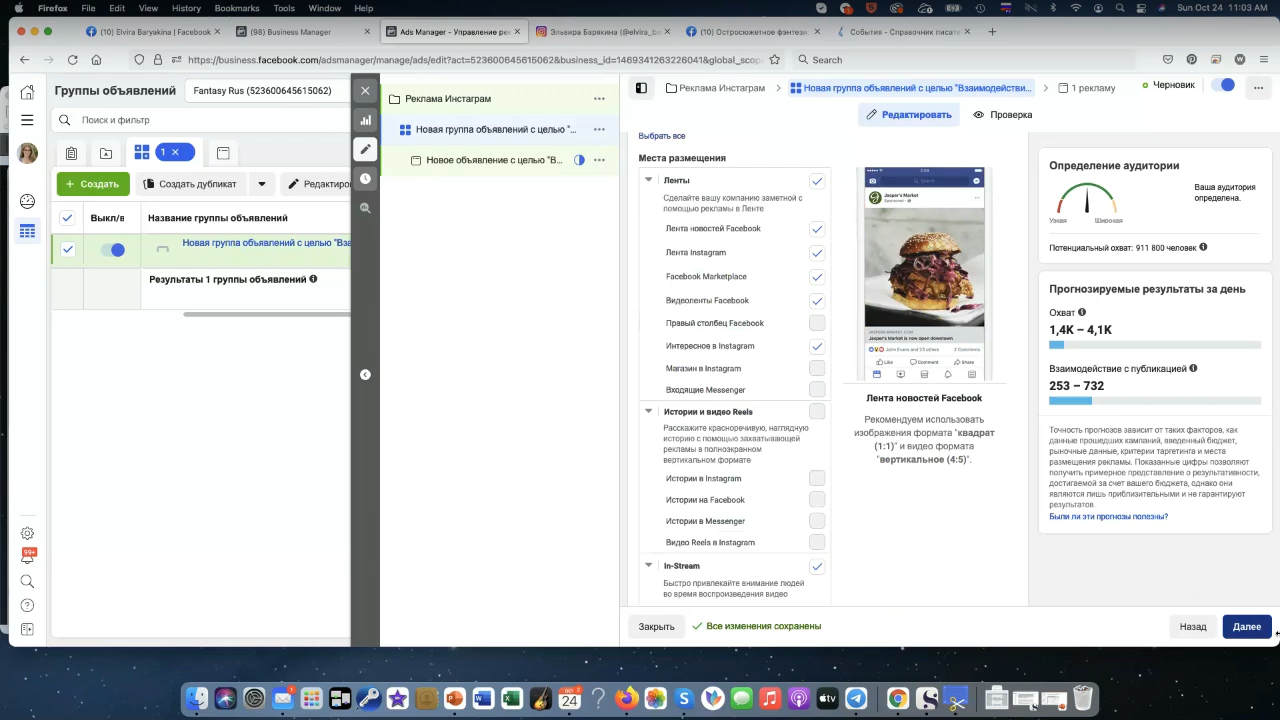 Firefox File Edit View History Bookmarks Tools Window Help Sun Oct 24 11:03 AM
(10) Elvira Baryakina | Facebook
(98) Business Manager
Ads Manager - Управление рек
Эльвира Барякина (@elvira_ba
(10) Остросюжетное фэнтези:
События - Справочник писате
https://business.facebook.com/adsmanager/manage/ads/edit?act=523600645615062&business_id=1469341263226041&global_scope
Search
Группы объявлений
Fantasy Rus (523600645615062)
Поиск и фильтр
1
Создать
Создать дубликат
Редактиро
Выкл/в
Название группы объявлений
Новая группа объявлений с целью "Вза
Результаты 1 группы объявлений
99+
Реклама Инстаграм
Новая группа объявлений с целью "...
Новое объявление с целью "В...
Реклама Инстаграм
Новая группа объявлений с целью "Взаимодействи...
1 рекламу
Черновик
Редактировать
Проверка
Выбрать все
Места размещения
Ленты
Сделайте вашу компанию заметной с
помощью рекламы в Ленте
Лента новостей Facebook
Лента Instagram
Facebook Marketplace
Видеоленты Facebook
Правый столбец Facebook
Интересное в Instagram
Магазин в Instagram
Входящие Messenger
Истории и видео Reels
Расскажите красноречивую, наглядную
историю с помощью захватывающей
рекламы в полноэкранном
вертикальном формате
Истории в Instagram
Истории на Facebook
Истории в Messenger
Видео Reels в Instagram
In-Stream
Быстро привлекайте внимание людей
во время воспроизведения видео
Search
Jasper's Market
Sponsored
JASPERSMARKET.COM
Jasper's Market is now open downtown.
John Evans and 23 others
2 Comments
Like Comment Share
Лента новостей Facebook
Рекомендуем использовать
изображения формата "квадрат
(1:1)" и видео формата
"вертикальное (4:5)".
Определение аудитории
Узкая
Широкая
Ваша аудитория
определена.
Потенциальный охват: 911 800 человек
Прогнозируемые результаты за день
Охват
1,4K – 4,1K
Взаимодействие с публикацией
253 – 732
Точность прогнозов зависит от таких факторов, как
данные прошедших кампаний, введенный бюджет,
рыночные данные, критерии таргетинга и места
размещения рекламы. Показанные цифры позволяют
получить примерное представление о результативности,
достигаемой за счет вашего бюджета, однако они
являются лишь приблизительными и не гарантируют
результатов.
Были ли эти прогнозы полезны?
Закрыть
Все изменения сохранены
Назад
Далее